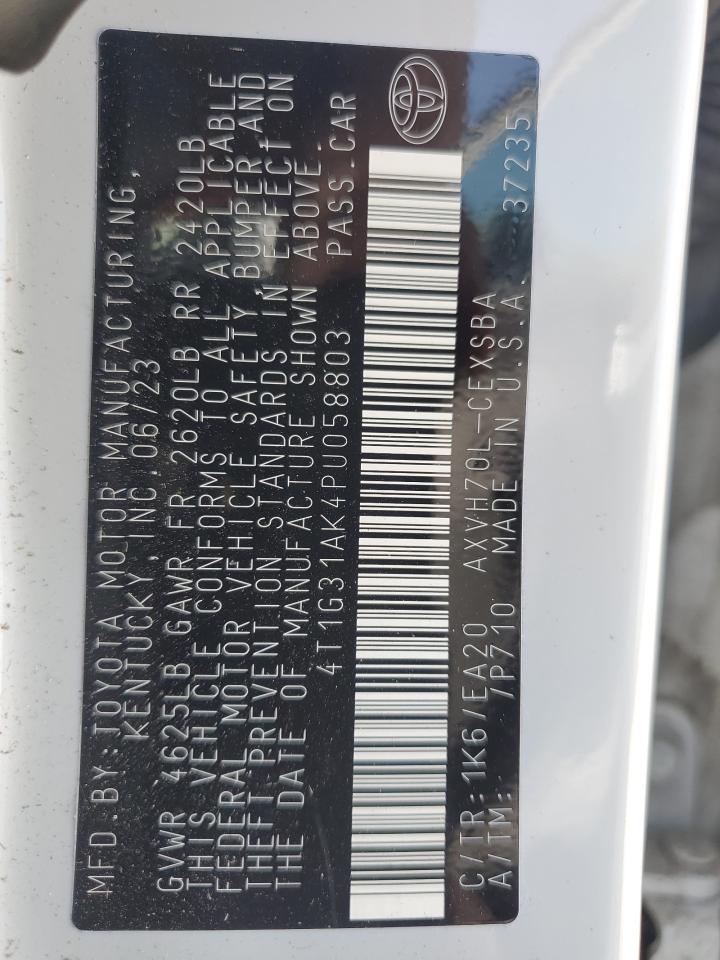 MFD.BY:TOYOTA MOTOR MANUFACTURING,
KENTUCKY, INC.06/23
GVWR 4625LB GAWR FR 2620LB RR 2420LB
THIS VEHICLE CONFORMS TO ALL APPLICABLE
FEDERAL MOTOR VEHICLE SAFETY, BUMPER, AND
THEFT PREVENTION STANDARDS IN EFFECT ON
THE DATE OF MANUFACTURE SHOWN ABOVE.
4T1G31AK4PU058803 PASS.CAR
C/TR:1K6/EA20 AXVH70L-CEXSBA
A/TM: /P710 MADE IN U.S.A. 37235